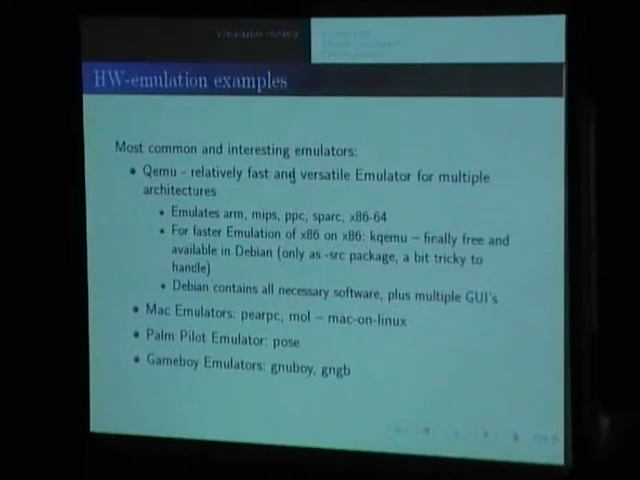 HW-emulation examples
Most common and interesting emulators:
Qemu - relatively fast and versatile Emulator for multiple
architectures
Emulates arm, mips, ppc, sparc, x86-64
For faster Emulation of x86 on x86: kqemu – finally free and
available in Debian (only as -src package, a bit tricky to
handle)
Debian contains all necessary software, plus multiple GUI's
Mac Emulators: pearpc, mol – mac-on-linux
Palm Pilot Emulator: pose
Gameboy Emulators: gnuboy, gngb